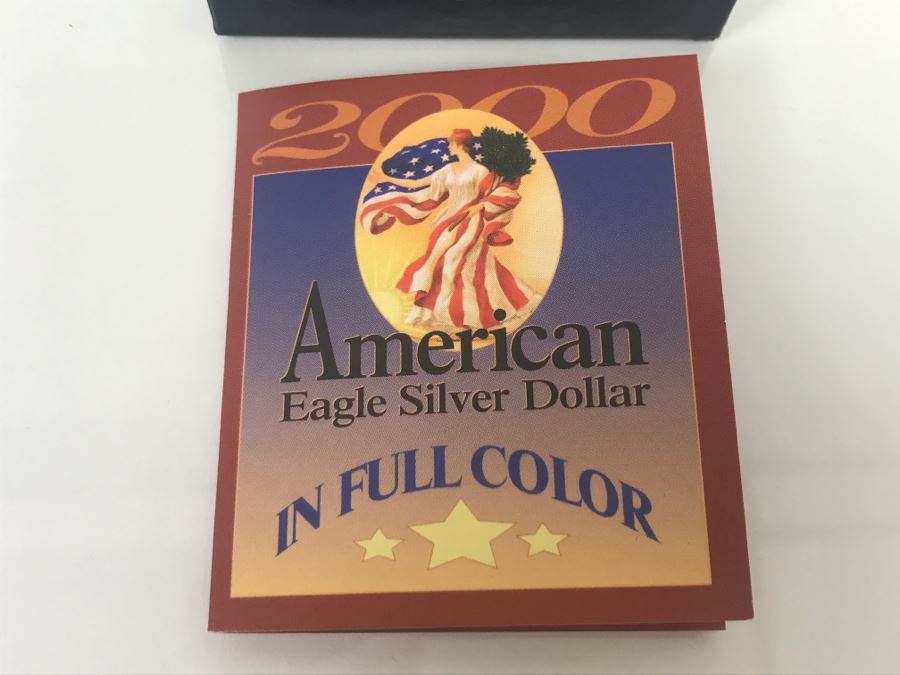 2000
American
Eagle Silver Dollar
IN FULL COLOR